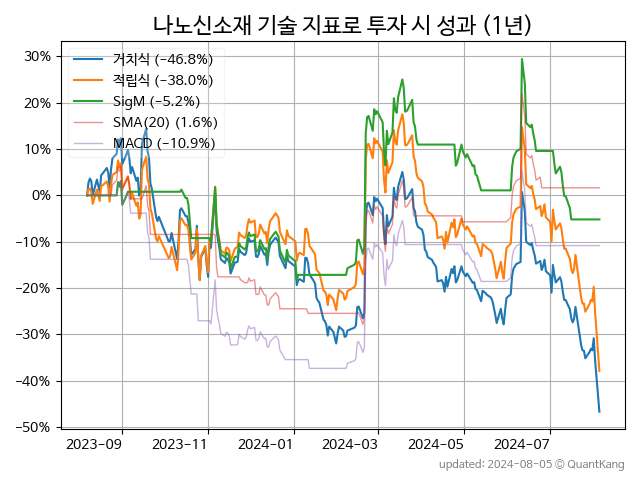 나노신소재 기술 지표로 투자 시 성과 (1년)
거치식 (−46.8%)
적립식 (−38.0%)
SigM (−5.2%)
SMA(20) (1.6%)
MACD (−10.9%)
30%
20%
10%
0%
−10%
−20%
−30%
−40%
−50%
2023-09 2023-11 2024-01 2024-03 2024-05 2024-07
updated: 2024-08-05 © QuantKang